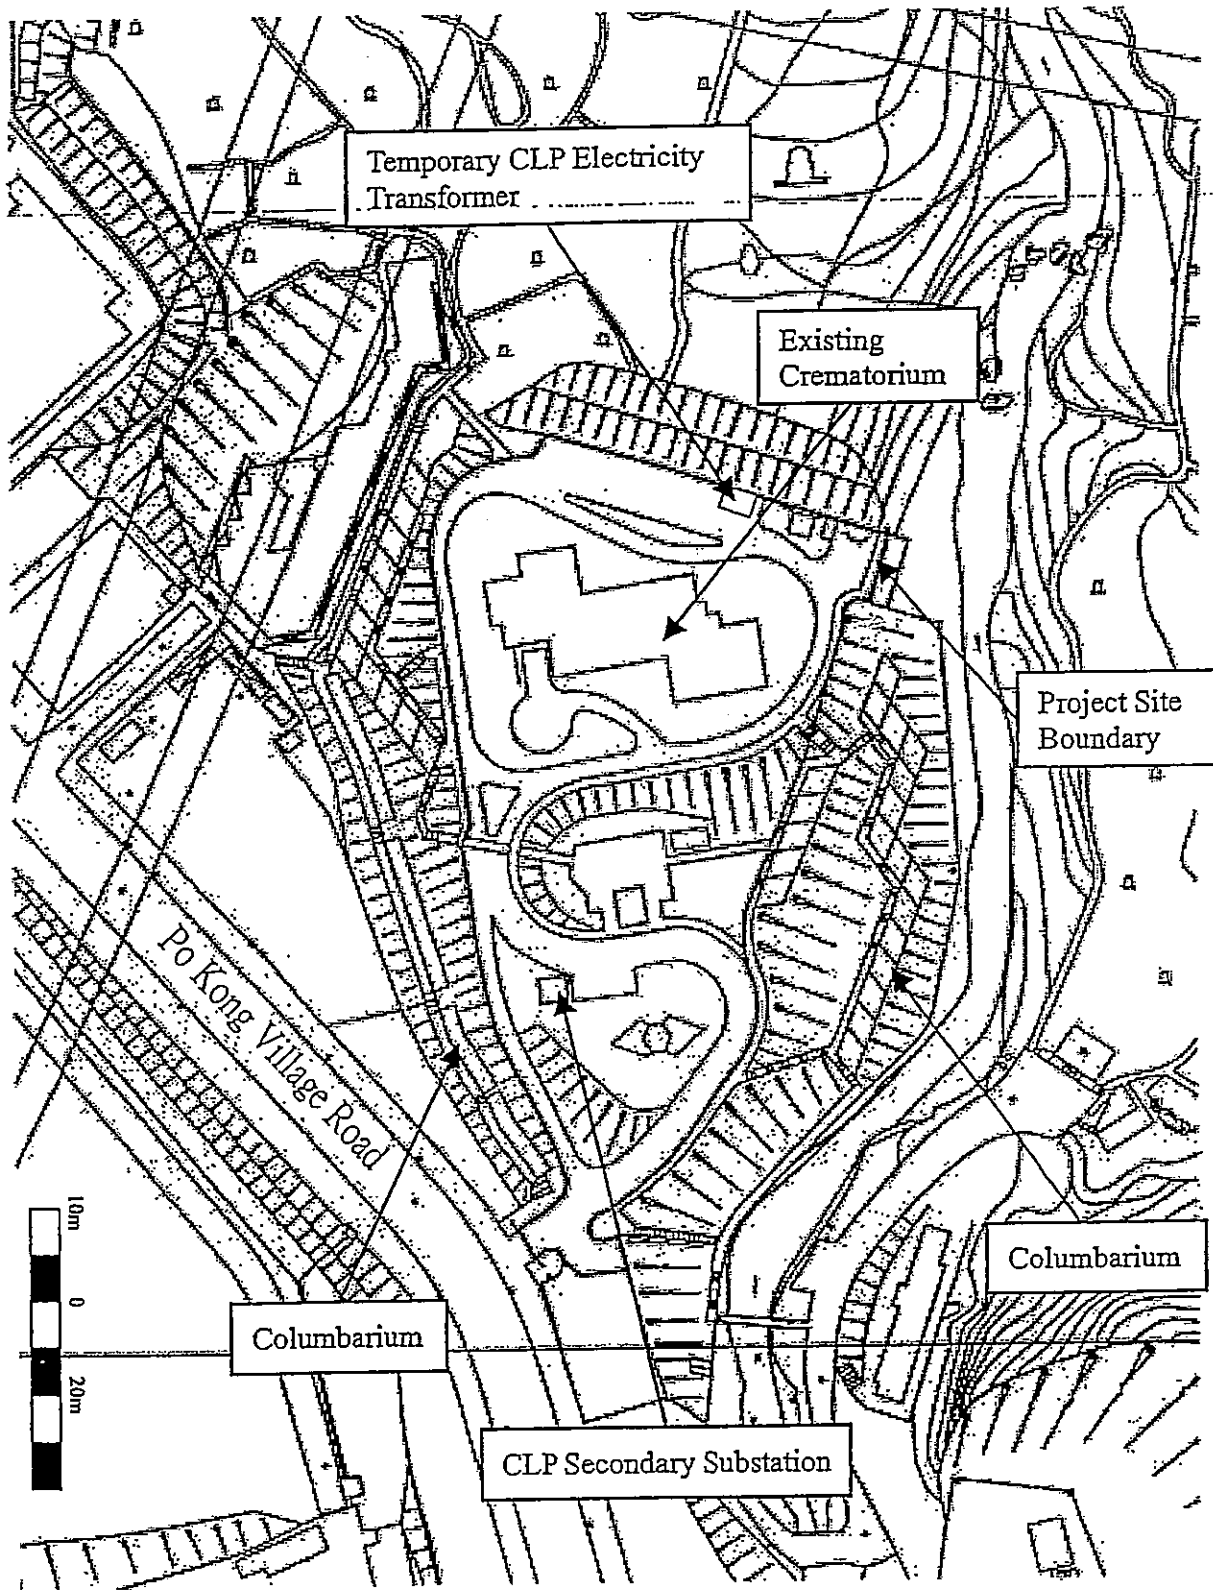 Temporary CLP Electricity
Transformer
Existing
Crematorium
Project Site
Boundary
Po Kong Village Road
10m
0
20m
Columbarium
Columbarium
CLP Secondary Substation